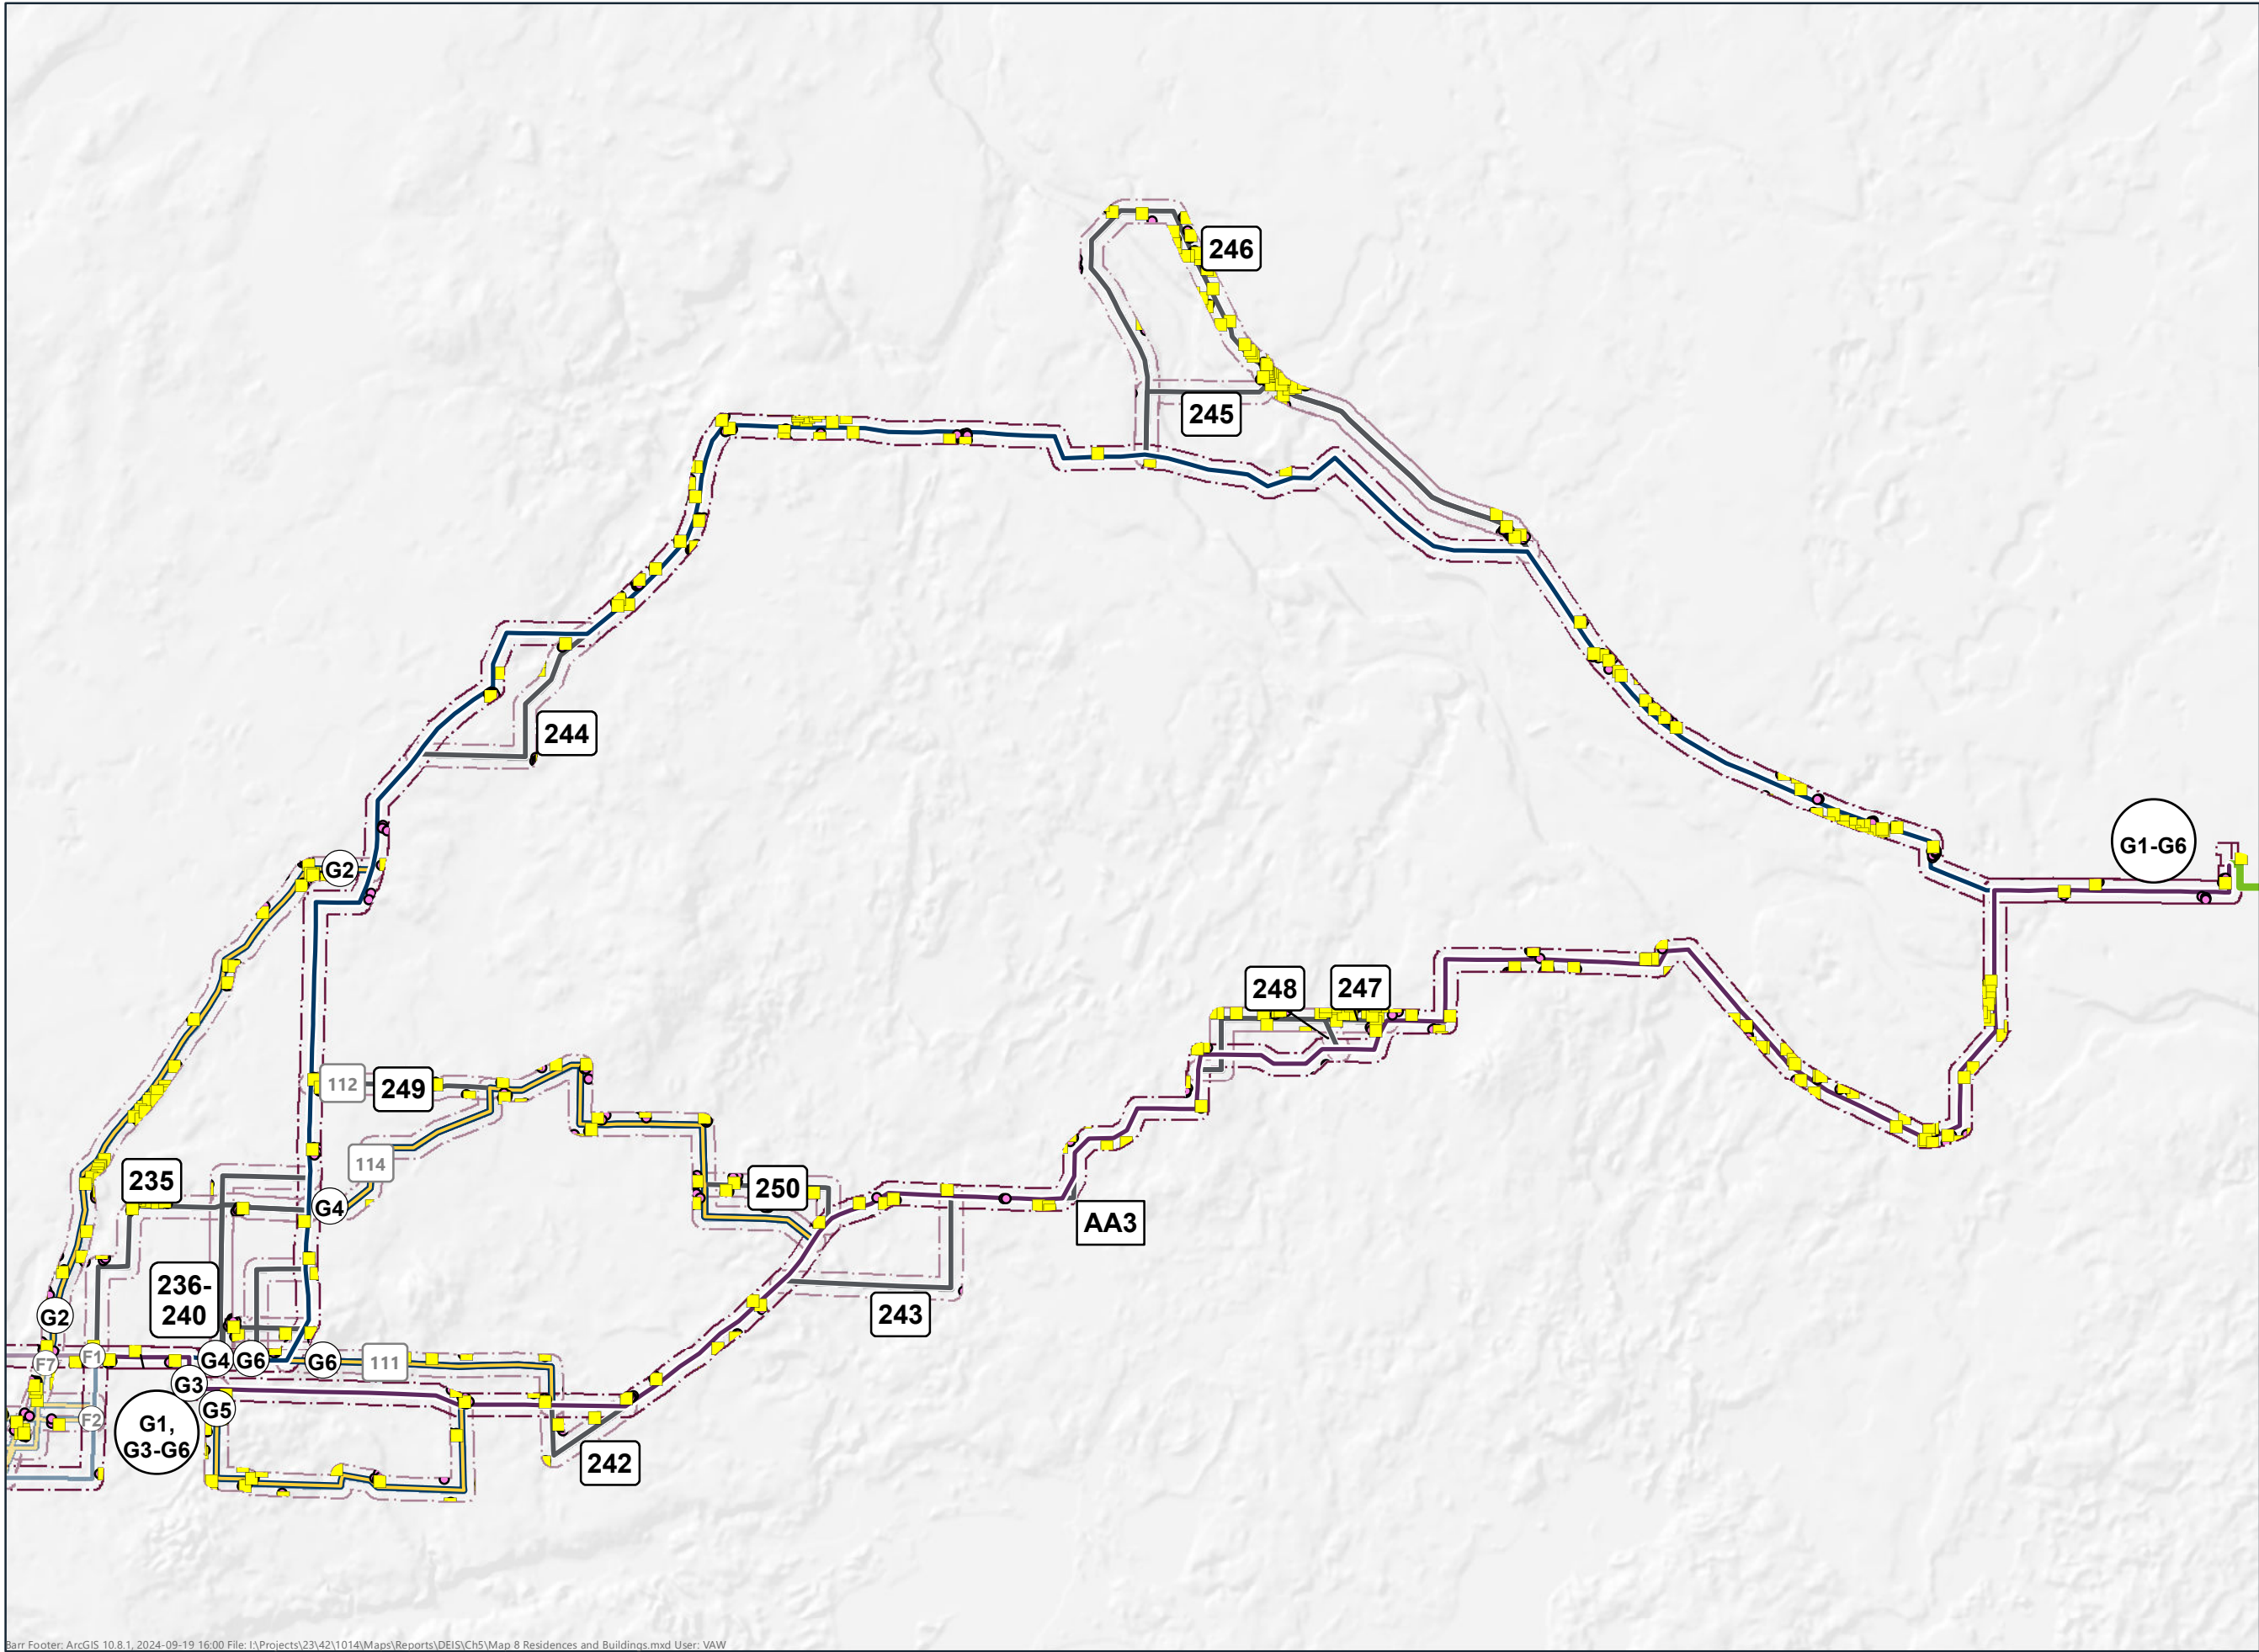 246
245
244
G1-G6
G2
248
247
112
249
114
235
250
G4
AA3
236-
240
243
G2
F7
F1
G4
G6
G6
111
G3
G5
F2
G1,
G3-G6
242
Barr Footer: ArcGIS 10.8.1, 2024-09-19 16:00 File: I:\Projects\23\42\1014\Maps\Reports\DEIS\Ch5\Map 8 Residences and Buildings.mxd User: VAW